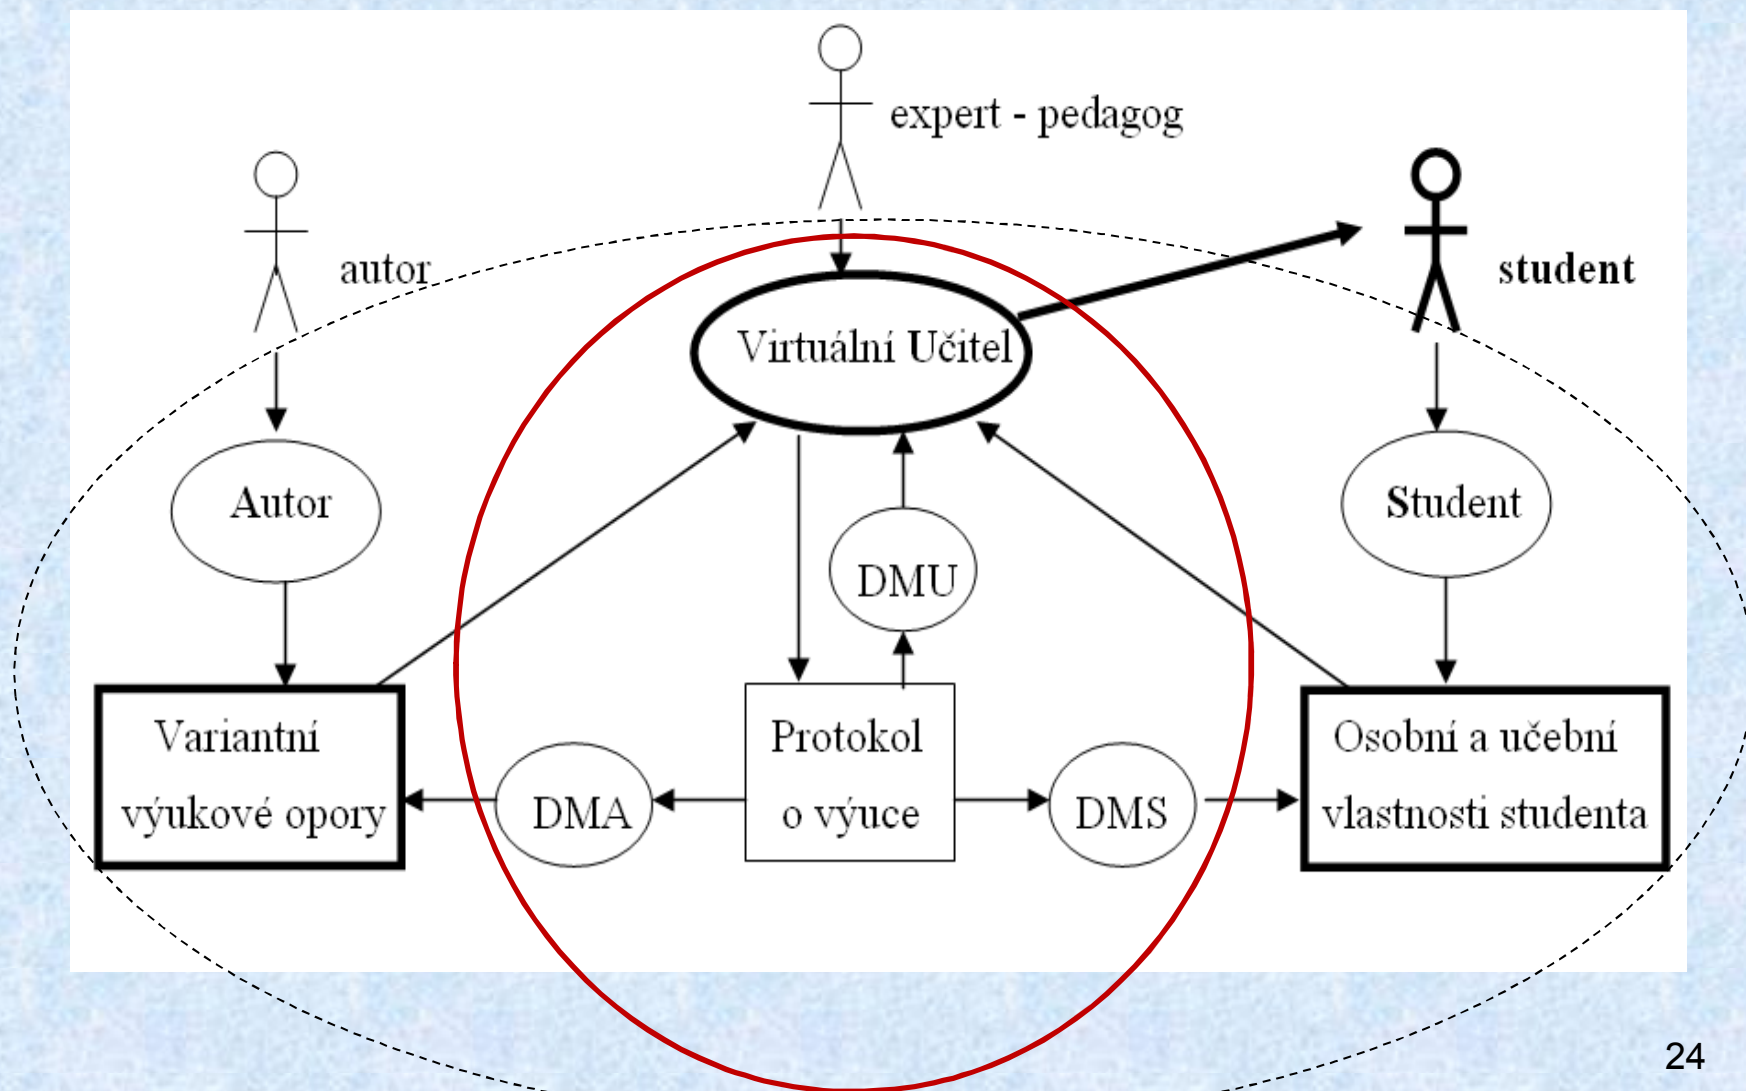 expert - pedagog
autor
student
Virtuální Učitel
Autor
Student
DMU
Variantní
výukové opory
DMA
Protokol
o výuce
DMS
Osobní a učební
vlastnosti studenta
24